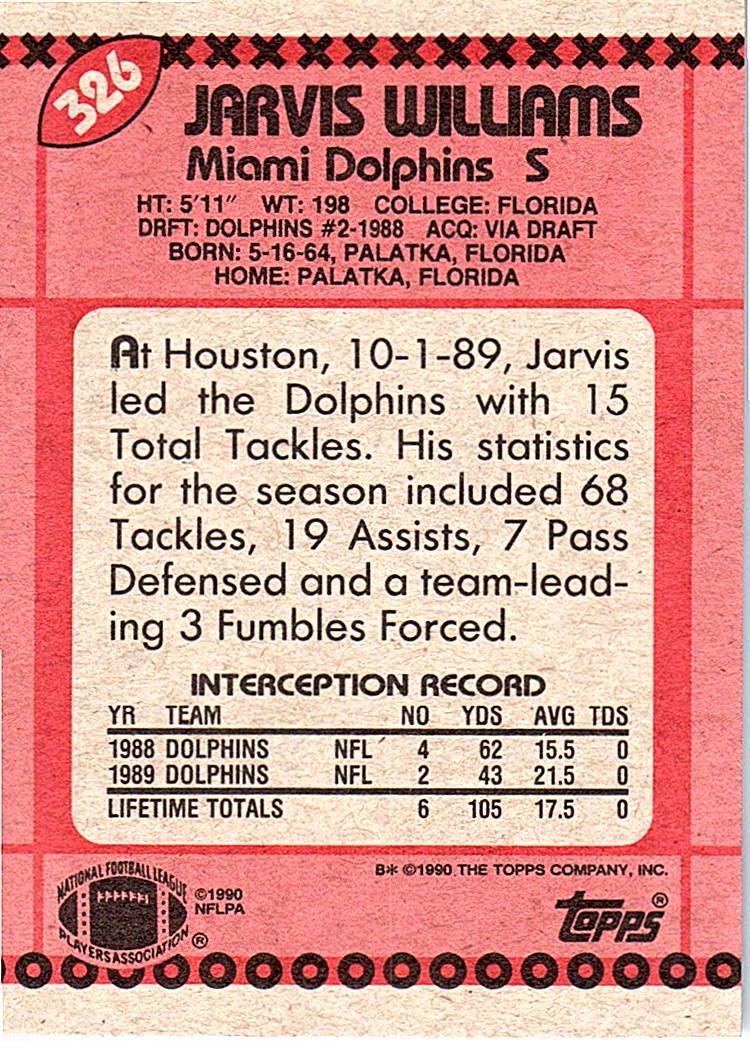 326
JARVIS WILLIAMS
Miami Dolphins S
HT: 5'11" WT: 198 COLLEGE: FLORIDA
DRFT: DOLPHINS #2-1988 ACQ: VIA DRAFT
BORN: 5-16-64, PALATKA, FLORIDA
HOME: PALATKA, FLORIDA
At Houston, 10-1-89, Jarvis
led the Dolphins with 15
Total Tackles. His statistics
for the season included 68
Tackles, 19 Assists, 7 Pass
Defensed and a team-lead-
ing 3 Fumbles Forced.
INTERCEPTION RECORD
YR TEAM NO YDS AVG TDS
1988 DOLPHINS NFL 4 62 15.5 0
1989 DOLPHINS NFL 2 43 21.5 0
LIFETIME TOTALS 6 105 17.5 0
B* ©1990 THE TOPPS COMPANY, INC.
NATIONAL FOOTBALL LEAGUE
PLAYERS ASSOCIATION ®
©1990
NFLPA
topps ®